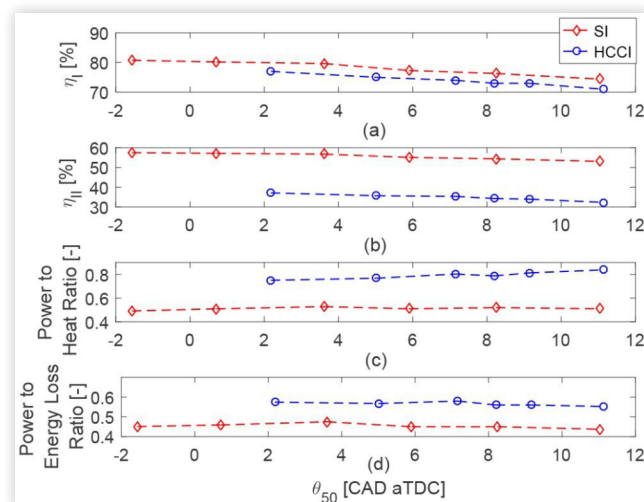 90
80
70
η_I [%]
SI
HCCI
-2 0 2 4 6 8 10 12
(a)
60
50
40
30
η_II [%]
-2 0 2 4 6 8 10 12
(b)
Power to
Heat Ratio [-]
0.8
0.6
0.4
-2 0 2 4 6 8 10 12
(c)
Power to
Energy Loss
Ratio [-]
0.6
0.5
0.4
-2 0 2 4 6 8 10 12
(d)
θ_50 [CAD aTDC]